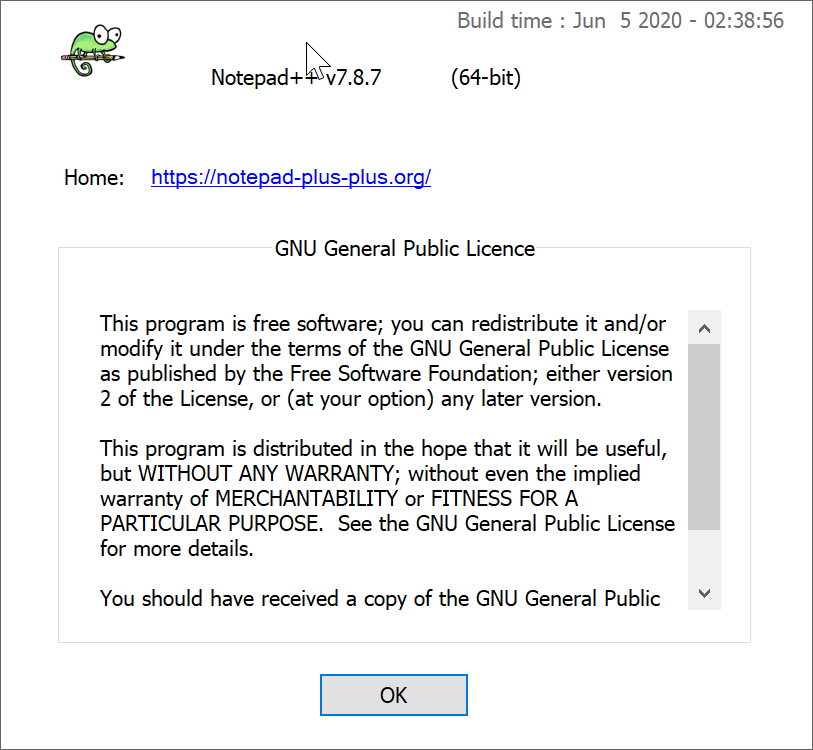 Build time : Jun  5 2020 - 02:38:56
Notepad++ v7.8.7 (64-bit)
Home: https://notepad-plus-plus.org/
GNU General Public Licence
This program is free software; you can redistribute it and/or
modify it under the terms of the GNU General Public License
as published by the Free Software Foundation; either version
2 of the License, or (at your option) any later version.
This program is distributed in the hope that it will be useful,
but WITHOUT ANY WARRANTY; without even the implied
warranty of MERCHANTABILITY or FITNESS FOR A
PARTICULAR PURPOSE.  See the GNU General Public License
for more details.
You should have received a copy of the GNU General Public
OK